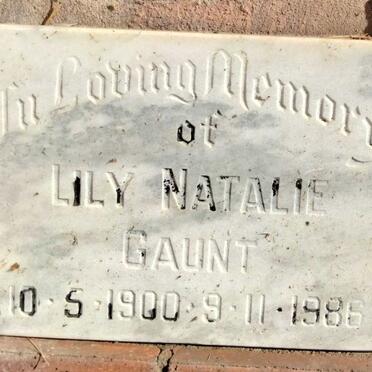 In Loving Memory
of
LILY NATALIE
GAUNT
10·5·1900·9·11·1986